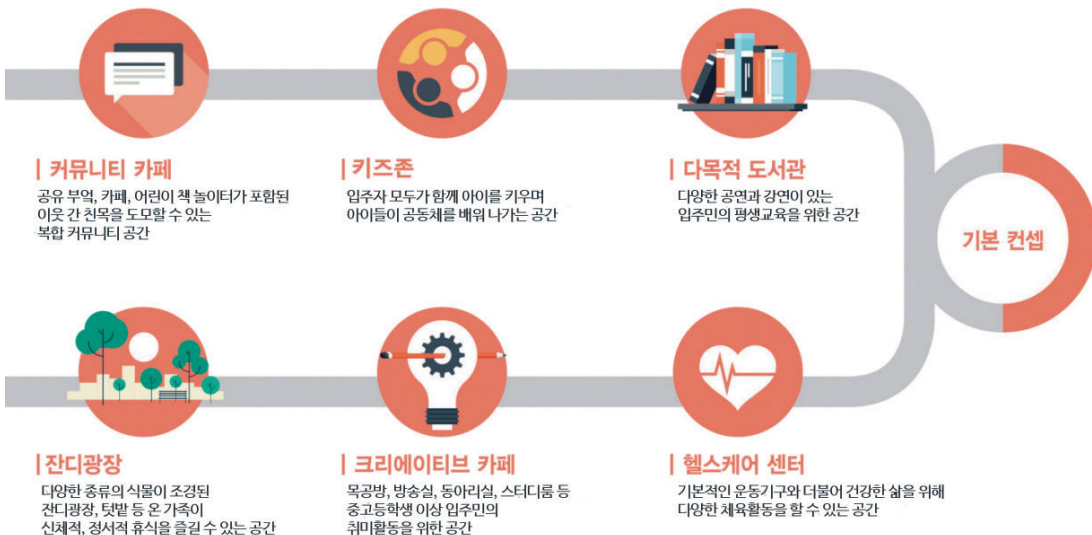 커뮤니티 카페
공유 부엌, 카페, 어린이 책 놀이터가 포함된
이웃 간 친목을 도모할 수 있는
복합 커뮤니티 공간
키즈존
입주자 모두가 함께 아이를 키우며
아이들이 공동체를 배워 나가는 공간
다목적 도서관
다양한 공연과 강연이 있는
입주민의 평생교육을 위한 공간
기본 컨셉
잔디광장
다양한 종류의 식물이 조경된
잔디광장, 텃밭 등 온 가족이
신체적, 정서적 휴식을 즐길 수 있는 공간
크리에이티브 카페
목공방, 방송실, 동아리실, 스터디룸 등
중고등학생 이상 입주민의
취미활동을 위한 공간
헬스케어 센터
기본적인 운동기구와 더불어 건강한 삶을 위해
다양한 체육활동을 할 수 있는 공간